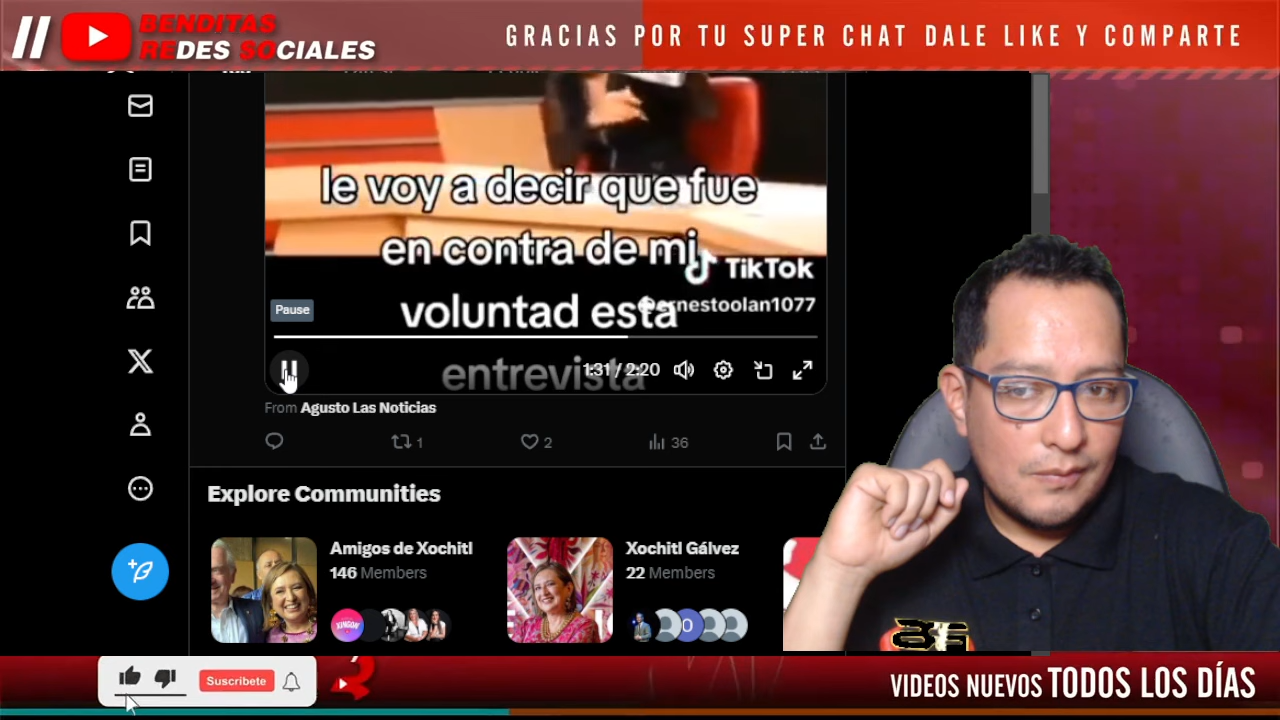 BENDITAS
REDES SOCIALES
GRACIAS POR TU SUPER CHAT DALE LIKE Y COMPARTE
le voy a decir que fue
en contra de mi
TikTok
@ernestoolan1077
voluntad esta
Pause
entrevista
1:31 / 2:20
From Agusto Las Noticias
1
2
36
Explore Communities
Amigos de Xochitl
146 Members
Xochitl Gálvez
22 Members
Suscribete
VIDEOS NUEVOS TODOS LOS DÍAS